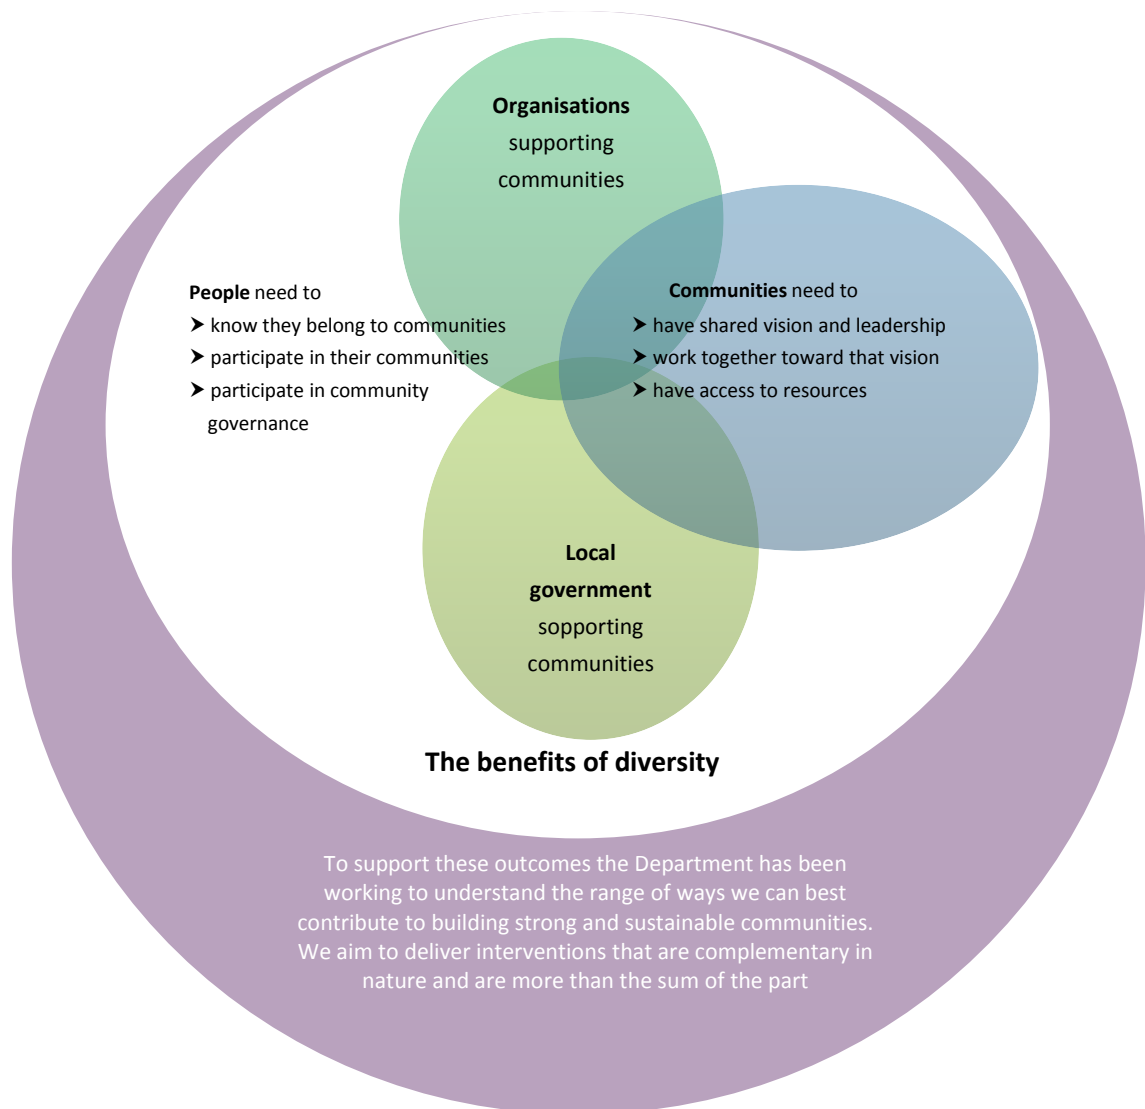 Organisations
supporting
communities
People need to
➤ know they belong to communities
➤ participate in their communities
➤ participate in community
governance
Communities need to
➤ have shared vision and leadership
➤ work together toward that vision
➤ have access to resources
Local
government
sopporting
communities
The benefits of diversity
To support these outcomes the Department has been
working to understand the range of ways we can best
contribute to building strong and sustainable communities.
We aim to deliver interventions that are complementary in
nature and are more than the sum of the part